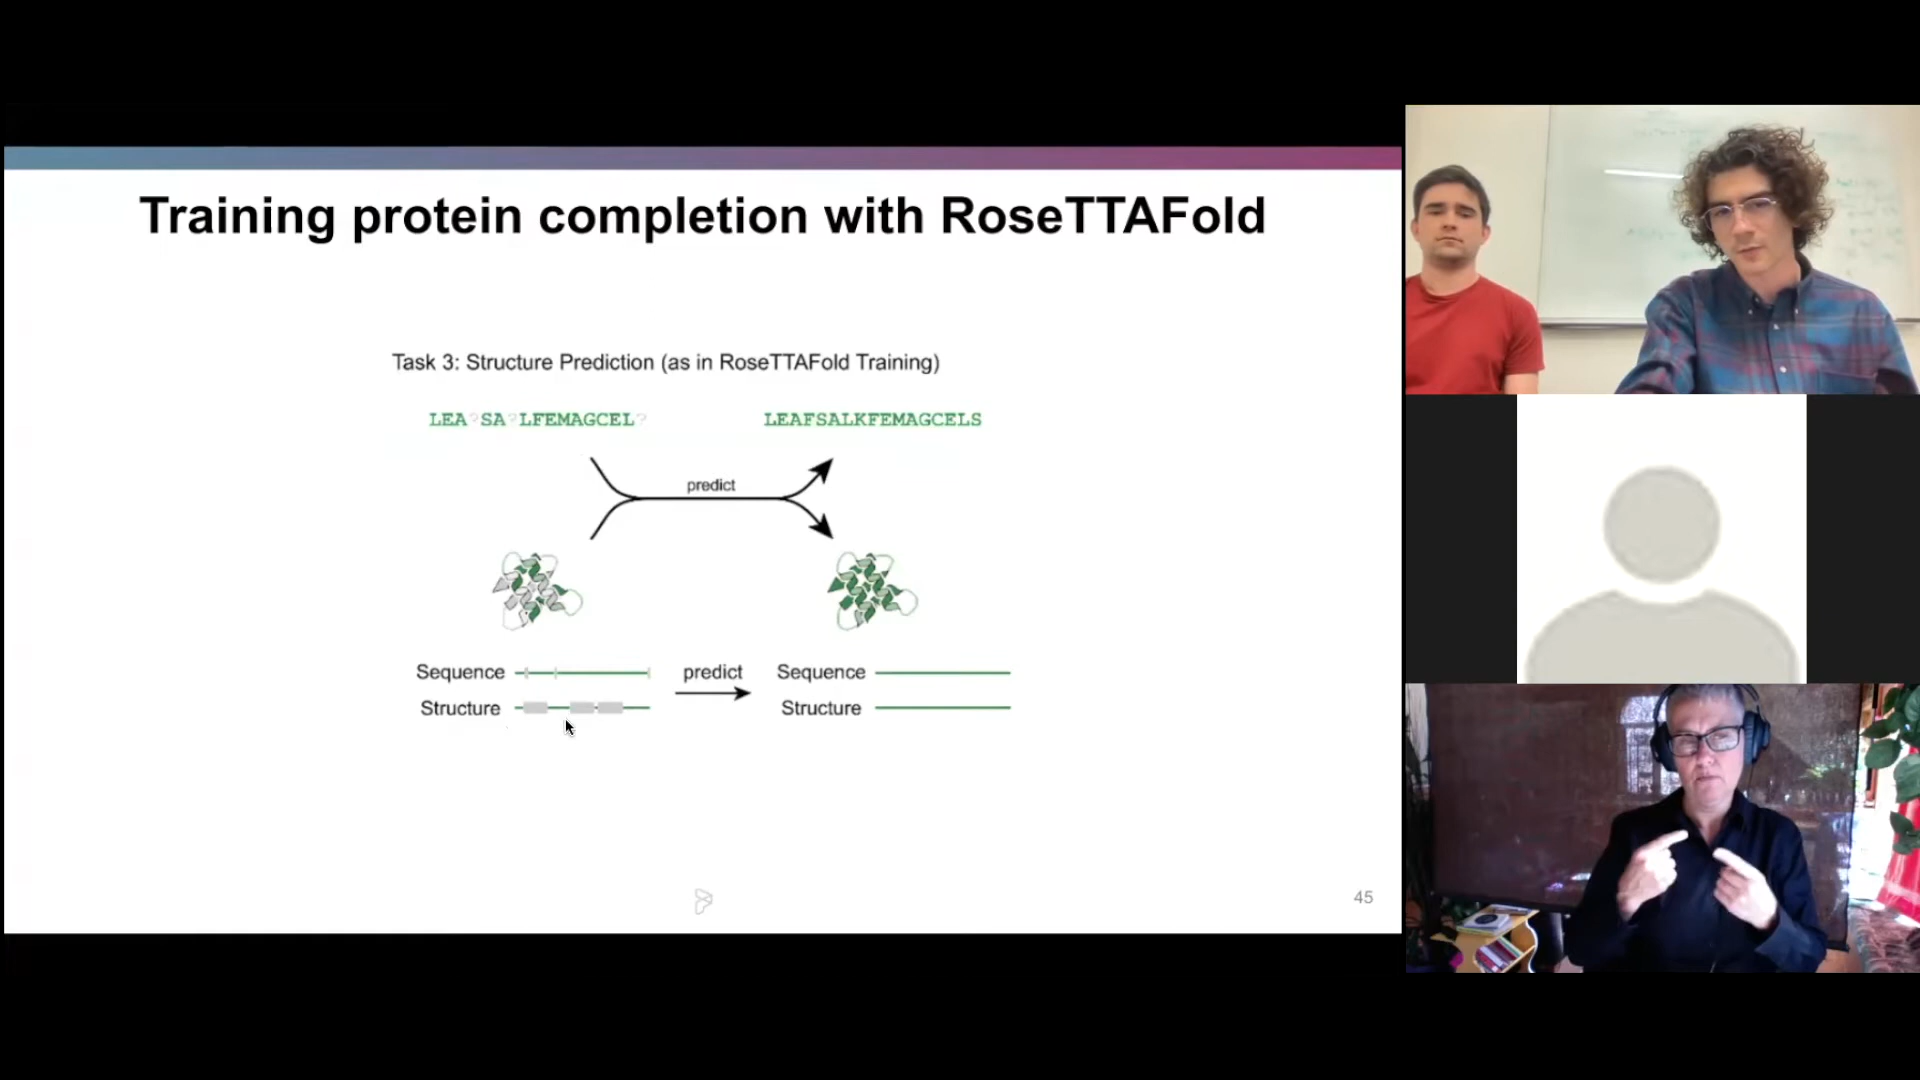 Training protein completion with RoseTTAFold
Task 3: Structure Prediction (as in RoseTTAFold Training)
LEA?SA?LFEMAGCEL? LEAFSALKFEMAGCELS
predict
Sequence predict Sequence
Structure Structure
45